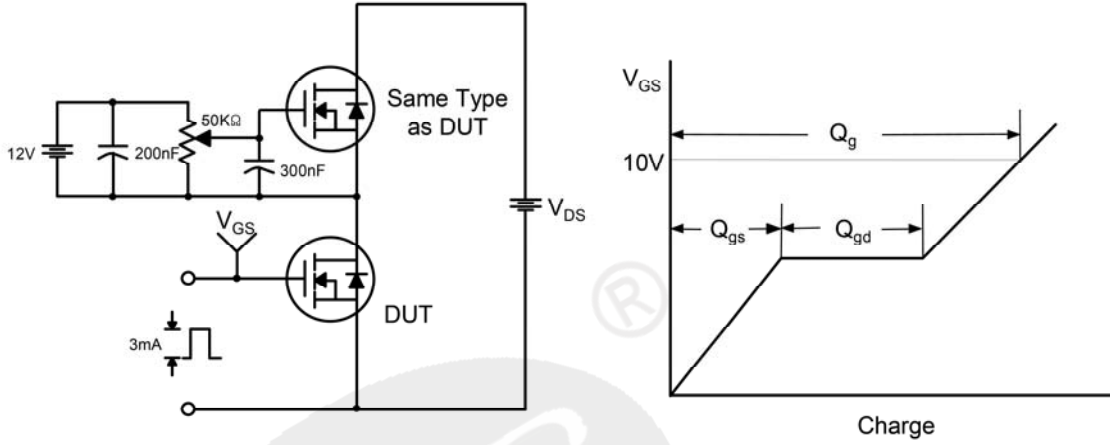 Same Type
as DUT
50KΩ
12V
200nF
300nF
V_GS
V_DS
DUT
3mA
V_GS
Q_g
10V
Q_gs
Q_gd
Charge
®